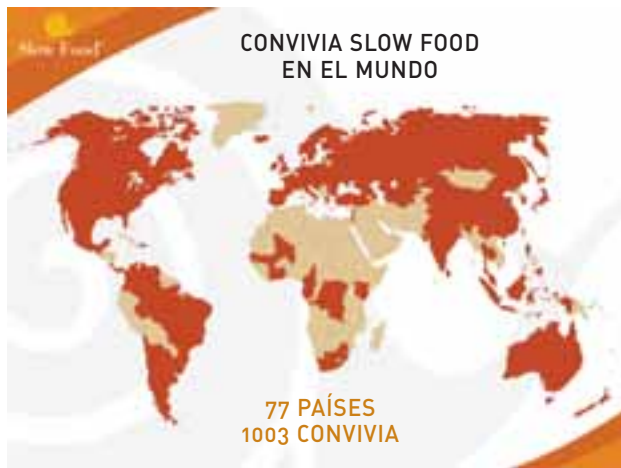 Slow Food®
CONVIVIA SLOW FOOD
EN EL MUNDO
77 PAÍSES
1003 CONVIVIA